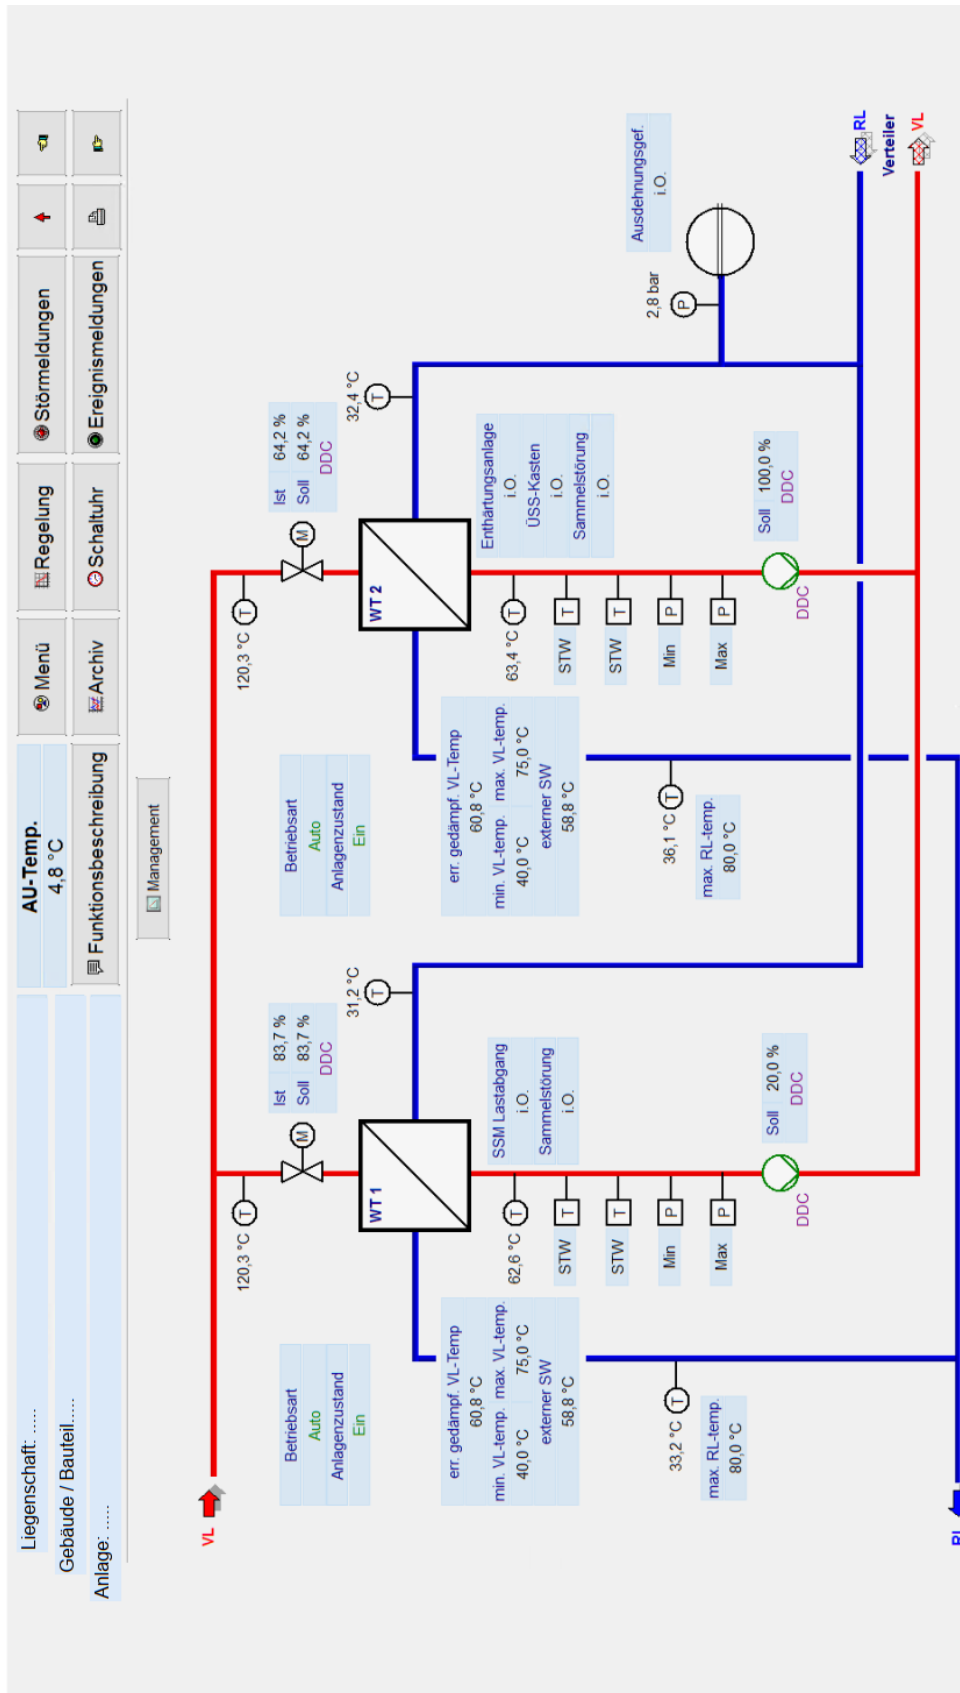 Liegenschaft: .....
Gebäude / Bauteil.....
Anlage: .....
AU-Temp.
4,8 °C
Funktionsbeschreibung
Menü
Archiv
Regelung
Schaltuhr
Störmeldungen
Ereignismeldungen
Management
VL
120,3 °C
T
Betriebsart
Auto
Anlagenzustand
Ein
M
Ist 83,7 %
Soll 83,7 %
DDC
31,2 °C
T
WT 1
err. gedämpf. VL-Temp
60,8 °C
min. VL-temp. max. VL-temp.
40,0 °C 75,0 °C
externer SW
58,8 °C
62,6 °C
T
SSM Lastabgang
i.O.
Sammelstörung
i.O.
STW
T
STW
T
Min
P
Max
P
33,2 °C
T
max. RL-temp.
80,0 °C
Soll 20,0 %
DDC
DDC
120,3 °C
T
Betriebsart
Auto
Anlagenzustand
Ein
M
Ist 64,2 %
Soll 64,2 %
DDC
32,4 °C
T
WT 2
err. gedämpf. VL-Temp
60,8 °C
min. VL-temp. max. VL-temp.
40,0 °C 75,0 °C
externer SW
58,8 °C
63,4 °C
T
Enthärtungsanlage
i.O.
ÜSS-Kasten
i.O.
Sammelstörung
i.O.
STW
T
STW
T
Min
P
Max
P
36,1 °C
T
max. RL-temp.
80,0 °C
Soll 100,0 %
DDC
DDC
Ausdehnungsgef.
i.O.
2,8 bar
P
RL
Verteiler
VL
RL